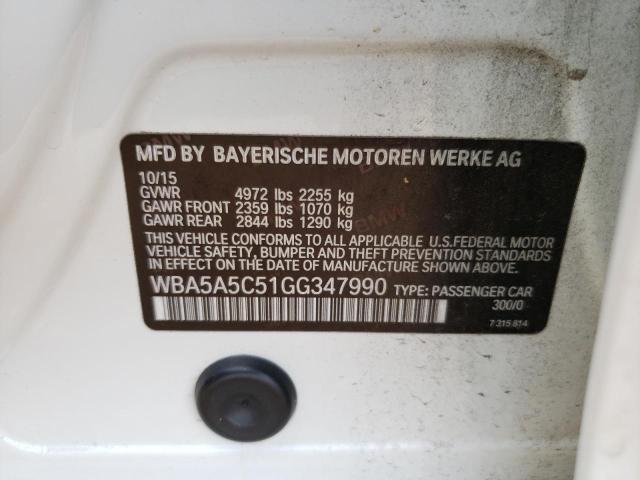 MFD BY BAYERISCHE MOTOREN WERKE AG
10/15
GVWR 4972 lbs 2255 kg
GAWR FRONT 2359 lbs 1070 kg
GAWR REAR 2844 lbs 1290 kg
THIS VEHICLE CONFORMS TO ALL APPLICABLE U.S.FEDERAL MOTOR
VEHICLE SAFETY, BUMPER AND THEFT PREVENTION STANDARDS
IN EFFECT ON THE DATE OF MANUFACTURE SHOWN ABOVE.
WBA5A5C51GG347990 TYPE: PASSENGER CAR
300/0
7 315 814